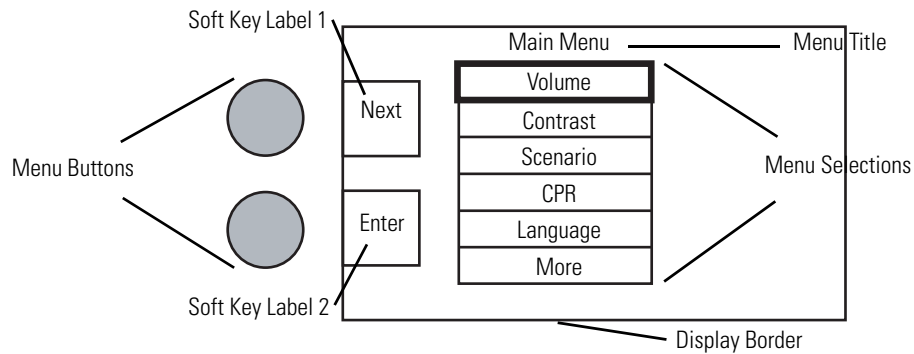 Soft Key Label 1
Main Menu
Menu Title
Volume
Next
Contrast
Scenario
Menu Buttons
Menu Selections
CPR
Enter
Language
More
Soft Key Label 2
Display Border